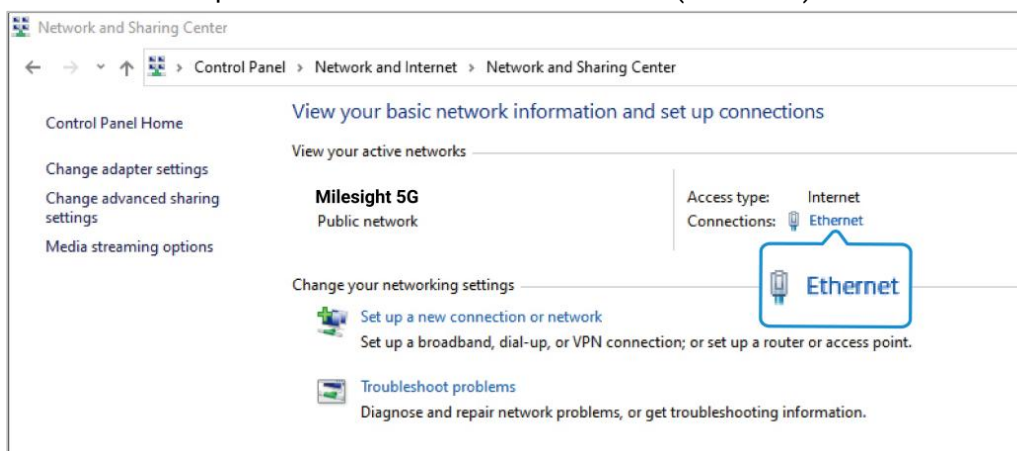 Network and Sharing Center
Control Panel > Network and Internet > Network and Sharing Center
Control Panel Home
Change adapter settings
Change advanced sharing
settings
Media streaming options
View your basic network information and set up connections
View your active networks
Milesight 5G
Public network
Access type: Internet
Connections: Ethernet
Ethernet
Change your networking settings
Set up a new connection or network
Set up a broadband, dial-up, or VPN connection; or set up a router or access point.
Troubleshoot problems
Diagnose and repair network problems, or get troubleshooting information.